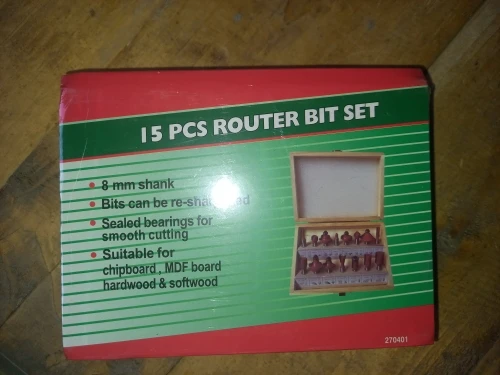 15 PCS ROUTER BIT SET
• 8 mm shank
• Bits can be
• Sealed bearings for
smooth cutting
• Suitable for
chipboard , MDF board
hardwood & softwood
270401